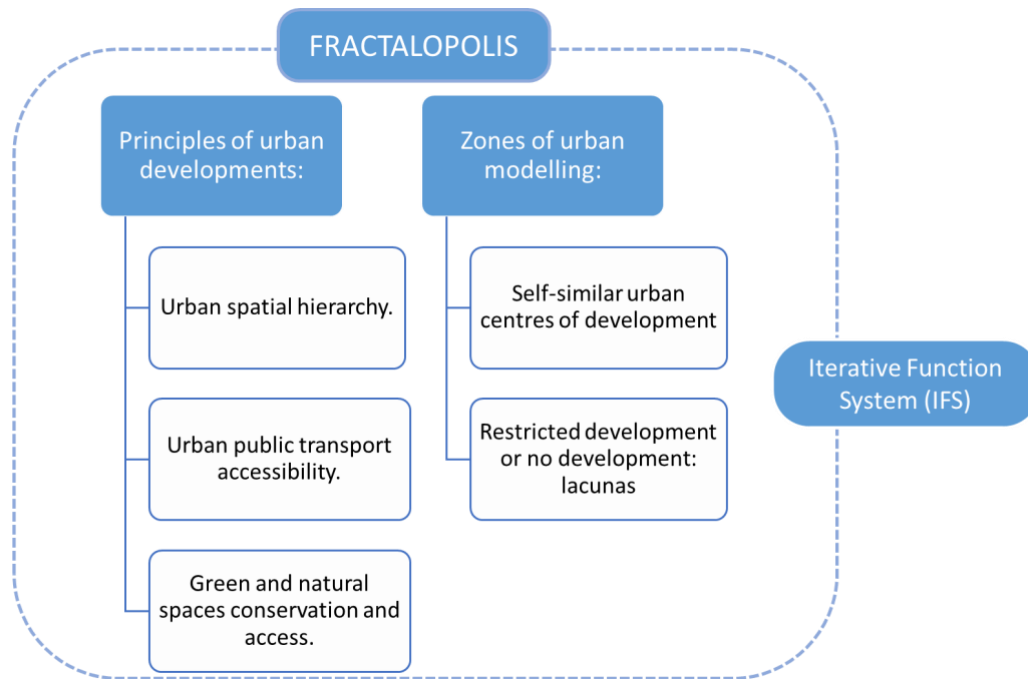 FRACTALOPOLIS
Principles of urban
developments:
Urban spatial hierarchy.
Urban public transport
accessibility.
Green and natural
spaces conservation and
access.
Zones of urban
modelling:
Self-similar urban
centres of development
Restricted development
or no development:
lacunas
Iterative Function
System (IFS)